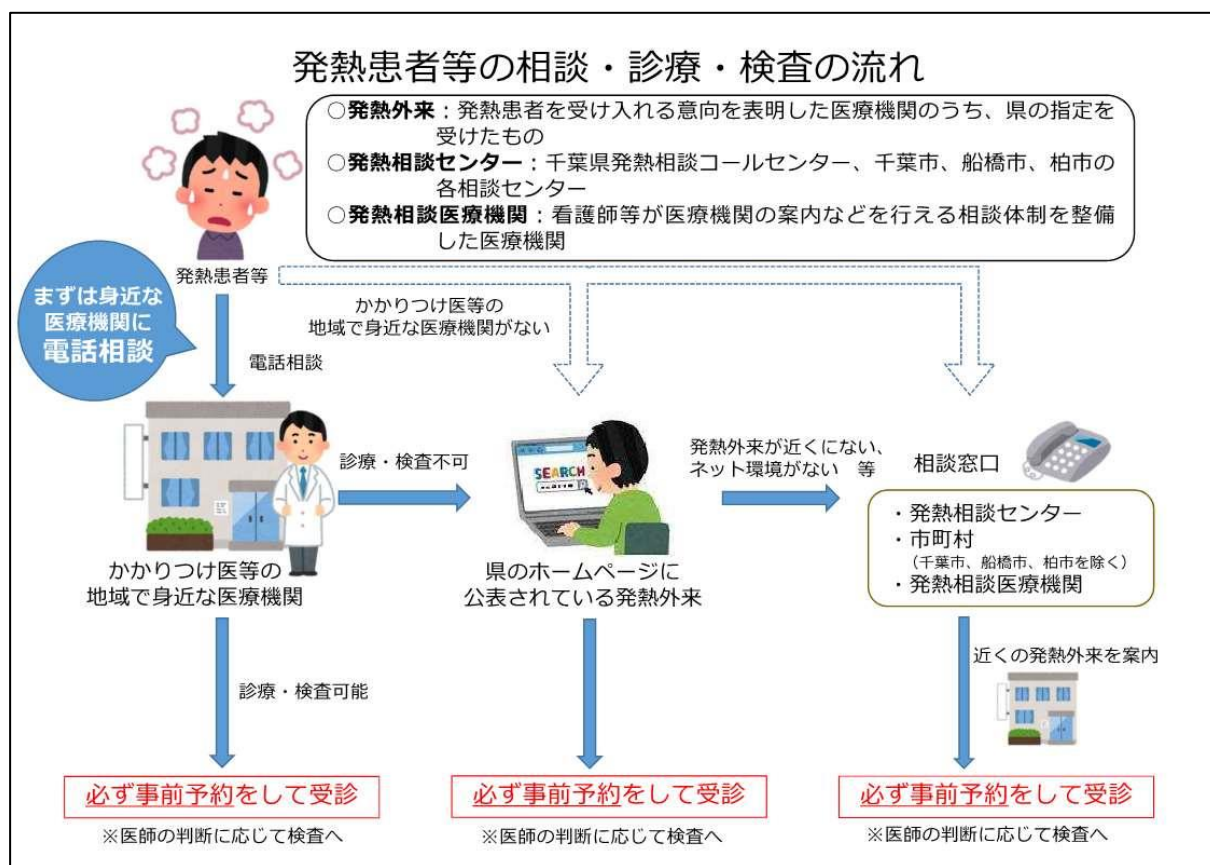 発熱患者等の相談・診療・検査の流れ
○発熱外来：発熱患者を受け入れる意向を表明した医療機関のうち、県の指定を
受けたもの
○発熱相談センター：千葉県発熱相談コールセンター、千葉市、船橋市、柏市の
各相談センター
○発熱相談医療機関：看護師等が医療機関の案内などを行える相談体制を整備
した医療機関
発熱患者等
まずは身近な
医療機関に
電話相談
かかりつけ医等の
地域で身近な医療機関がない
電話相談
診療・検査不可
SEARCH
発熱外来が近くにない、
ネット環境がない　等
相談窓口
・発熱相談センター
・市町村
（千葉市、船橋市、柏市を除く）
・発熱相談医療機関
かかりつけ医等の
地域で身近な医療機関
県のホームページに
公表されている発熱外来
診療・検査可能
近くの発熱外来を案内
必ず事前予約をして受診
※医師の判断に応じて検査へ
必ず事前予約をして受診
※医師の判断に応じて検査へ
必ず事前予約をして受診
※医師の判断に応じて検査へ